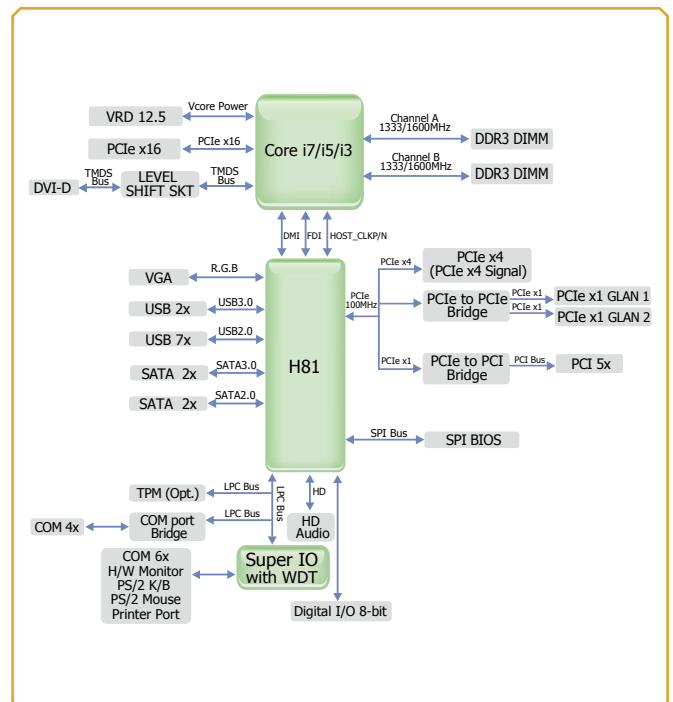 Vcore Power
VRD 12.5
PCIe x16
PCIe x16
TMDS
Bus
DVI-D
LEVEL
SHIFT SKT
TMDS
Bus
Core i7/i5/i3
Channel A
1333/1600MHz
DDR3 DIMM
Channel B
1333/1600MHz
DDR3 DIMM
DMI
FDI
HOST_CLKP/N
VGA
R.G.B
USB 2x
USB3.0
USB 7x
USB2.0
SATA 2x
SATA3.0
SATA 2x
SATA2.0
H81
PCIe
100MHz
PCIe x4
PCIe x4
(PCIe x4 Signal)
PCIe to PCIe
Bridge
PCIe x1
PCIe x1 GLAN 1
PCIe x1
PCIe x1 GLAN 2
PCIe x1
PCIe to PCI
Bridge
PCI Bus
PCI 5x
SPI Bus
SPI BIOS
TPM (Opt.)
LPC Bus
LPC Bus
HD
COM 4x
COM port
Bridge
LPC Bus
HD
Audio
COM 6x
H/W Monitor
PS/2 K/B
PS/2 Mouse
Printer Port
Super IO
with WDT
Digital I/O 8-bit